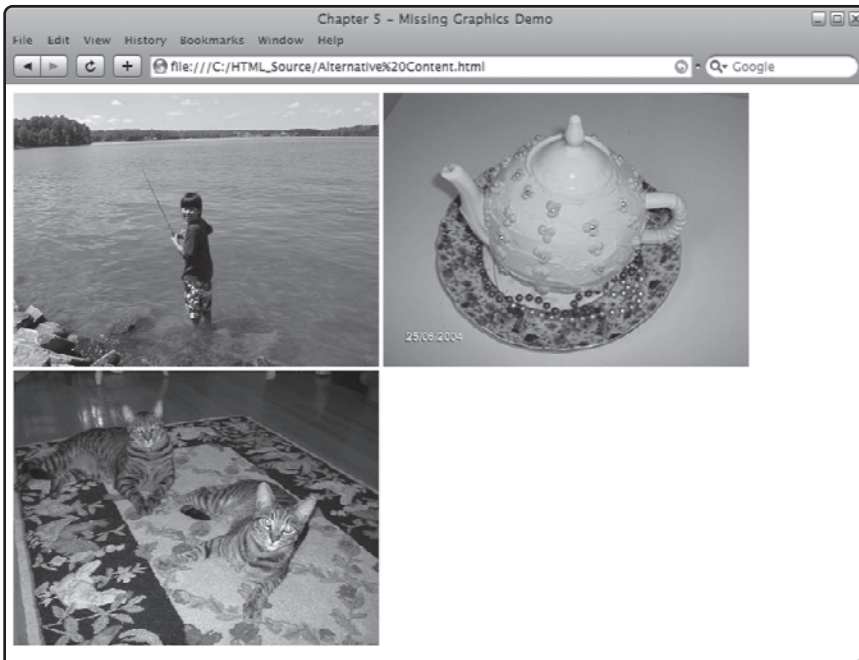 Chapter 5 – Missing Graphics Demo
File Edit View History Bookmarks Window Help
file:///C:/HTML_Source/Alternative%20Content.html
Google
25/06/2004